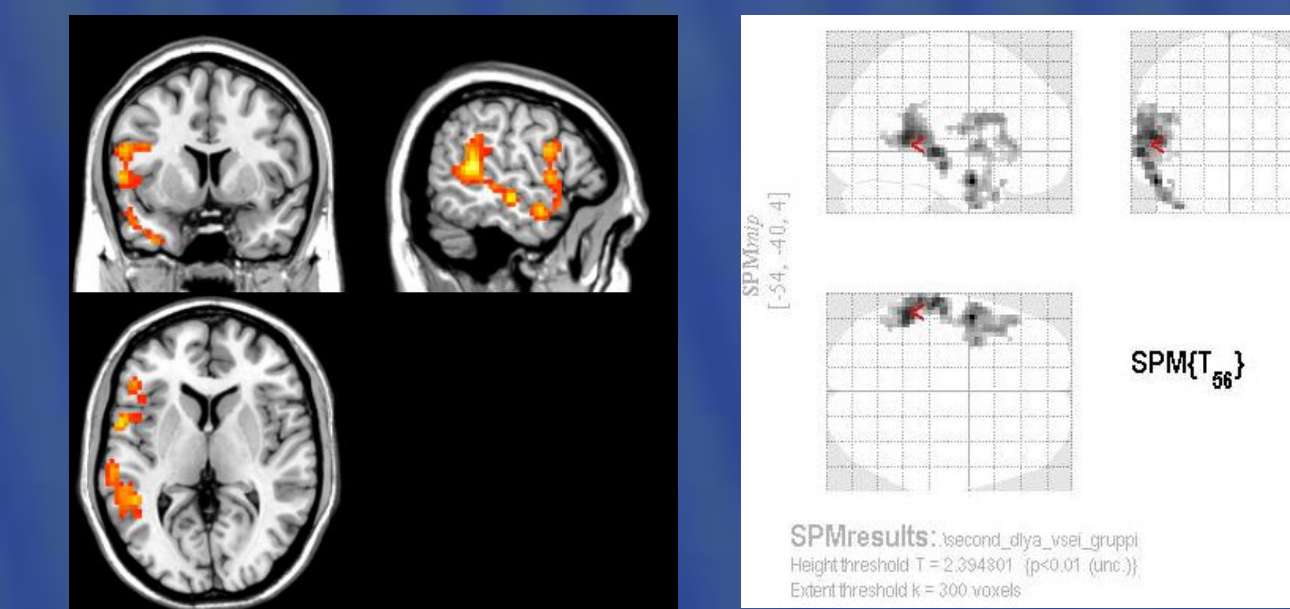 SPMmip
[-54, -40, 4]
<
<
<
SPM{T56}
SPMresults: .\second_dlya_vsei_gruppi
Height threshold T = 2.394801  {p<0.01 (unc.)}
Extent threshold k = 300 voxels